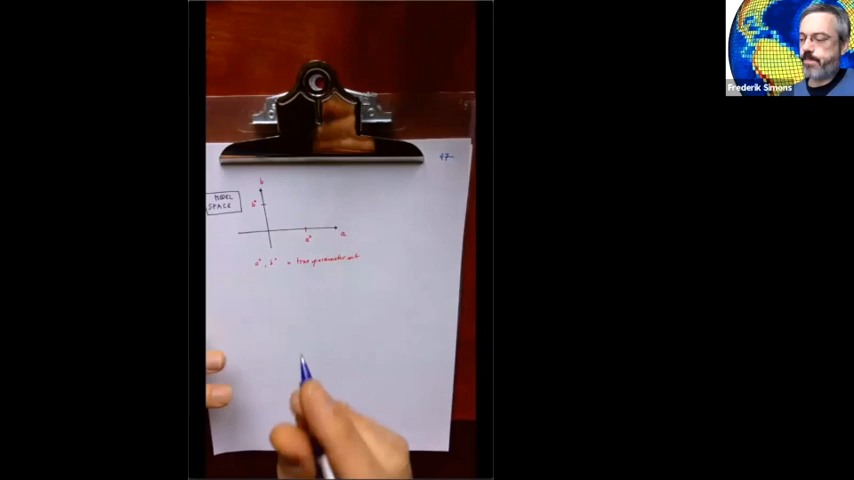 Frederik Simons
47
b
MODEL
SPACE
b°
a°
a
a°, b° = true parameter set